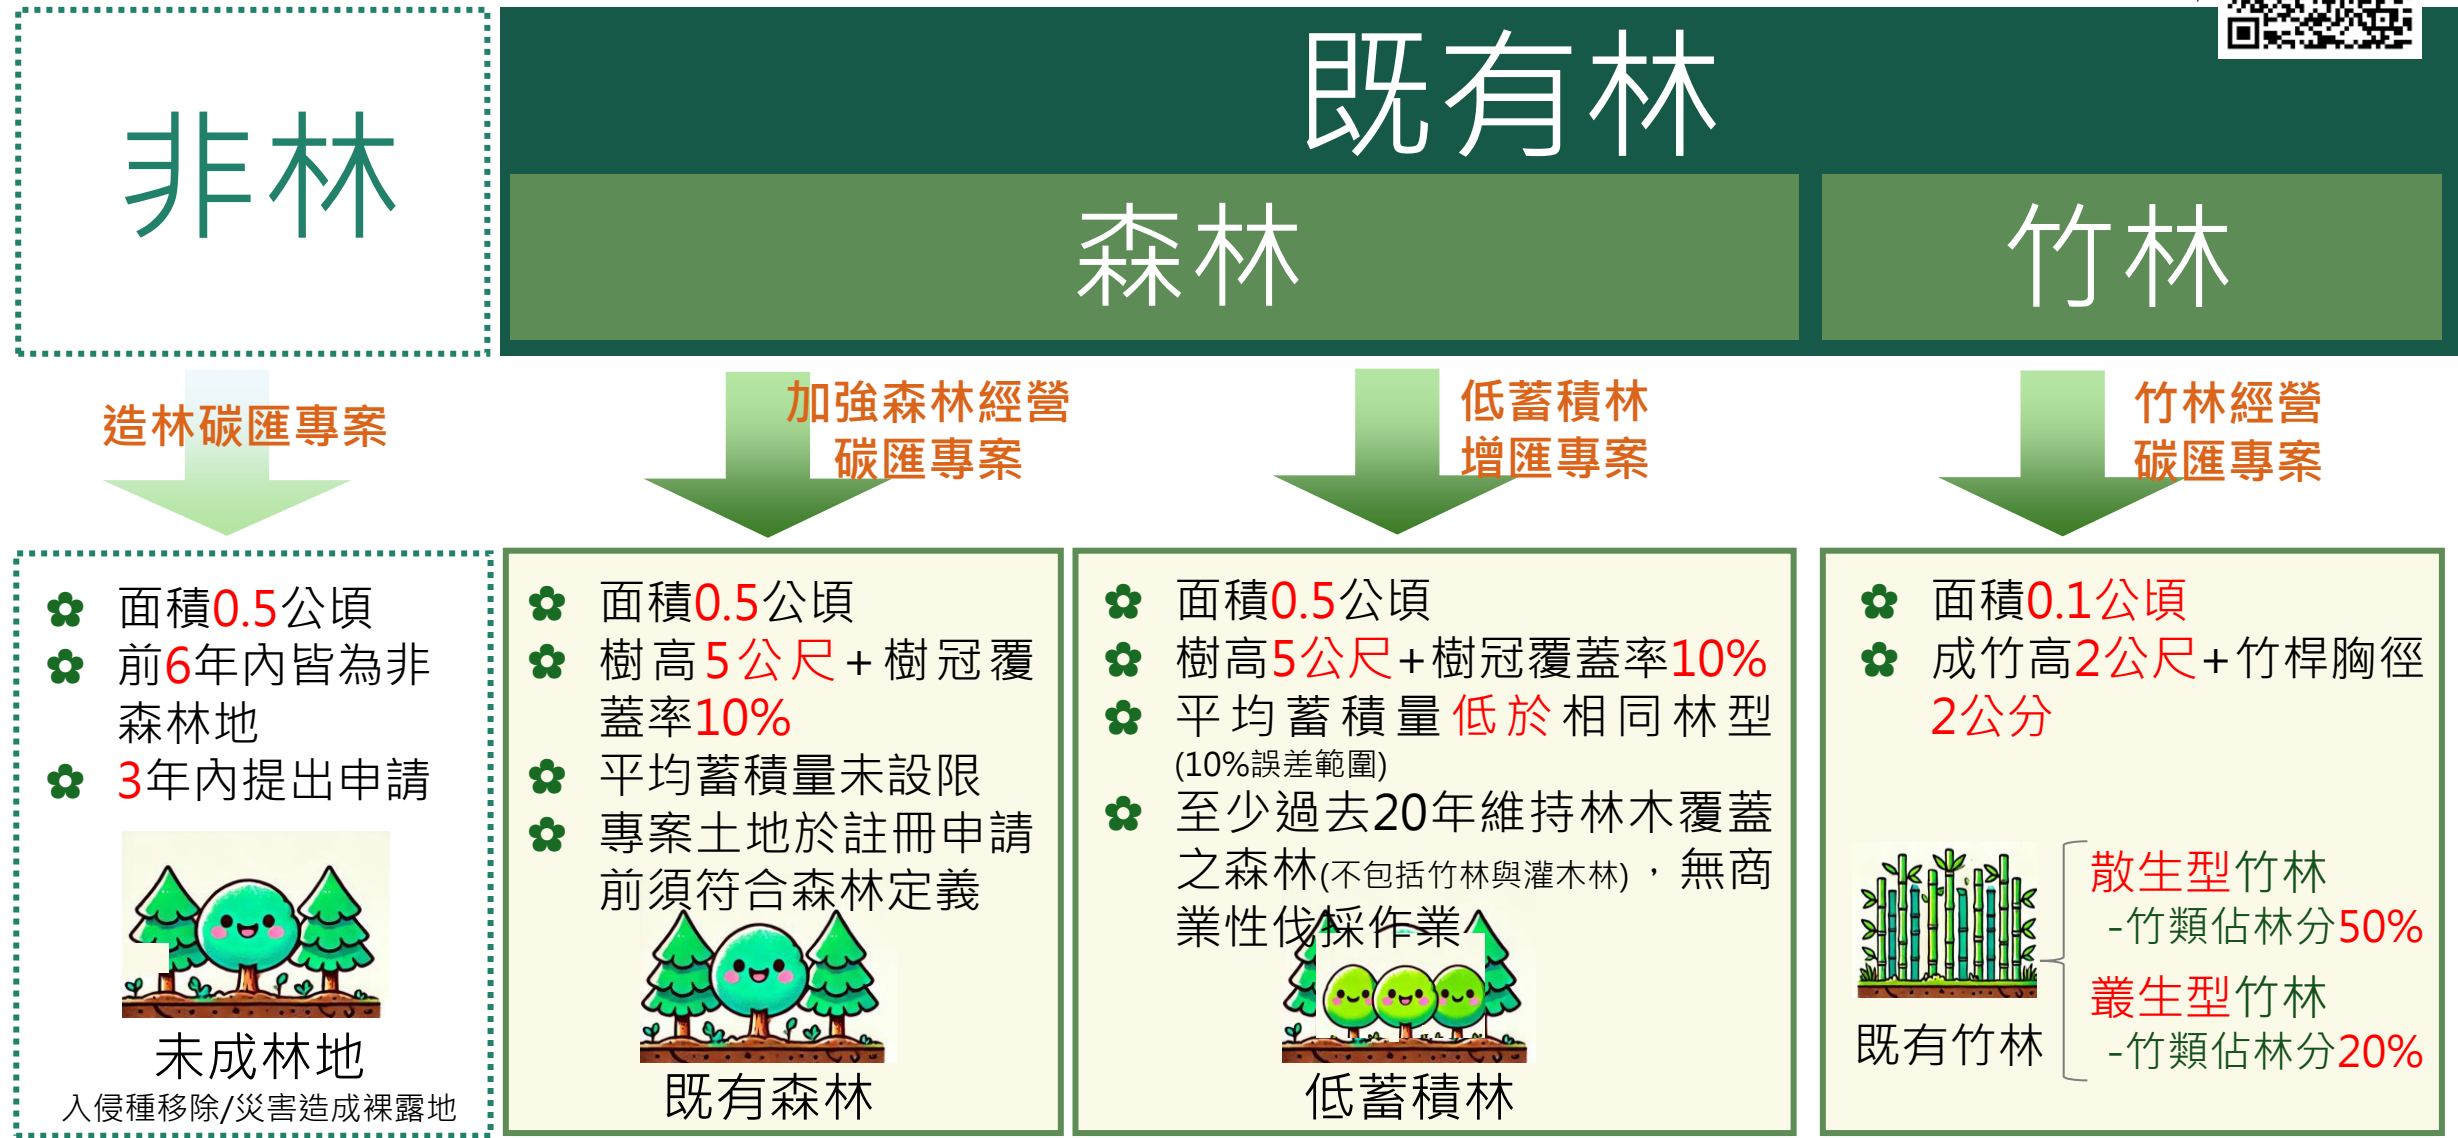 非林
既有林
森林
竹林
造林碳匯專案
加強森林經營
碳匯專案
低蓄積林
增匯專案
竹林經營
碳匯專案
面積0.5公頃
前6年內皆為非
森林地
3年內提出申請
未成林地
入侵種移除/災害造成裸露地
面積0.5公頃
樹高5公尺+樹冠覆
蓋率10%
平均蓄積量未設限
專案土地於註冊申請
前須符合森林定義
既有森林
面積0.5公頃
樹高5公尺+樹冠覆蓋率10%
平均蓄積量低於相同林型
(10%誤差範圍)
至少過去20年維持林木覆蓋
之森林(不包括竹林與灌木林)，無商
業性伐採作業
低蓄積林
面積0.1公頃
成竹高2公尺+竹桿胸徑
2公分
散生型竹林
-竹類佔林分50%
叢生型竹林
-竹類佔林分20%
既有竹林